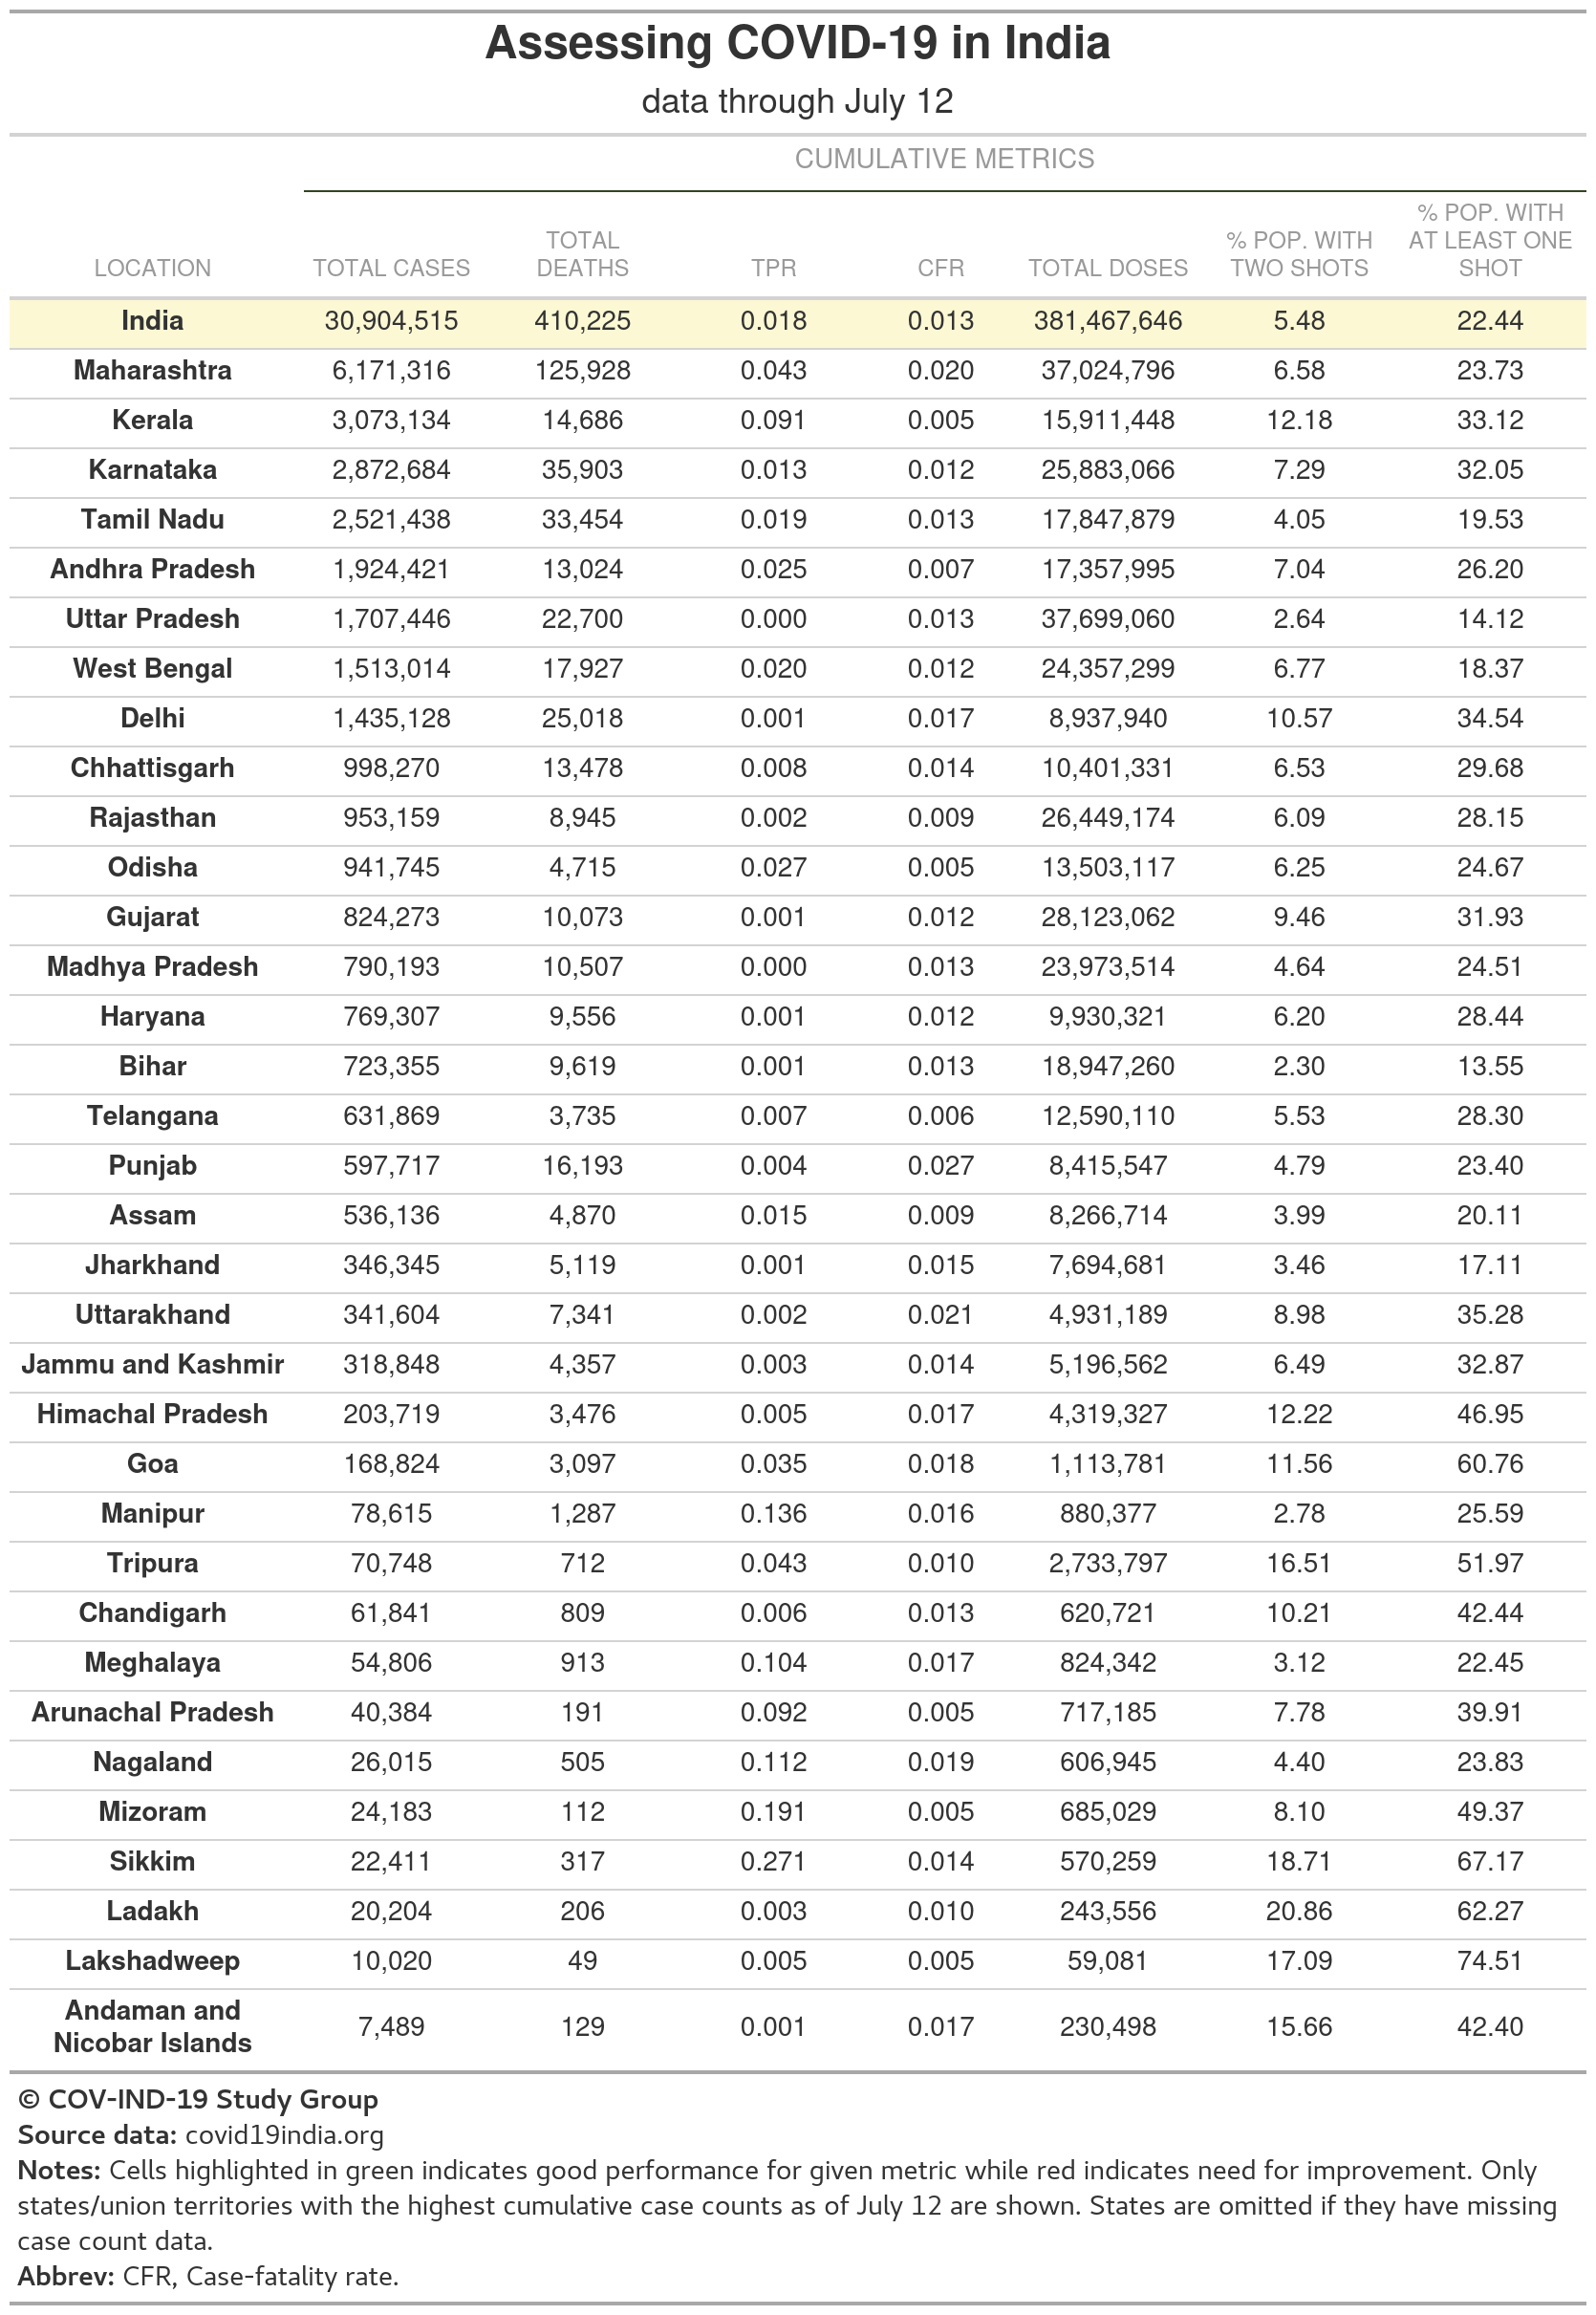 Assessing COVID-19 in India
data through July 12
CUMULATIVE METRICS
LOCATION TOTAL CASES TOTAL DEATHS TPR CFR TOTAL DOSES % POP. WITH TWO SHOTS % POP. WITH AT LEAST ONE SHOT
India 30,904,515 410,225 0.018 0.013 381,467,646 5.48 22.44
Maharashtra 6,171,316 125,928 0.043 0.020 37,024,796 6.58 23.73
Kerala 3,073,134 14,686 0.091 0.005 15,911,448 12.18 33.12
Karnataka 2,872,684 35,903 0.013 0.012 25,883,066 7.29 32.05
Tamil Nadu 2,521,438 33,454 0.019 0.013 17,847,879 4.05 19.53
Andhra Pradesh 1,924,421 13,024 0.025 0.007 17,357,995 7.04 26.20
Uttar Pradesh 1,707,446 22,700 0.000 0.013 37,699,060 2.64 14.12
West Bengal 1,513,014 17,927 0.020 0.012 24,357,299 6.77 18.37
Delhi 1,435,128 25,018 0.001 0.017 8,937,940 10.57 34.54
Chhattisgarh 998,270 13,478 0.008 0.014 10,401,331 6.53 29.68
Rajasthan 953,159 8,945 0.002 0.009 26,449,174 6.09 28.15
Odisha 941,745 4,715 0.027 0.005 13,503,117 6.25 24.67
Gujarat 824,273 10,073 0.001 0.012 28,123,062 9.46 31.93
Madhya Pradesh 790,193 10,507 0.000 0.013 23,973,514 4.64 24.51
Haryana 769,307 9,556 0.001 0.012 9,930,321 6.20 28.44
Bihar 723,355 9,619 0.001 0.013 18,947,260 2.30 13.55
Telangana 631,869 3,735 0.007 0.006 12,590,110 5.53 28.30
Punjab 597,717 16,193 0.004 0.027 8,415,547 4.79 23.40
Assam 536,136 4,870 0.015 0.009 8,266,714 3.99 20.11
Jharkhand 346,345 5,119 0.001 0.015 7,694,681 3.46 17.11
Uttarakhand 341,604 7,341 0.002 0.021 4,931,189 8.98 35.28
Jammu and Kashmir 318,848 4,357 0.003 0.014 5,196,562 6.49 32.87
Himachal Pradesh 203,719 3,476 0.005 0.017 4,319,327 12.22 46.95
Goa 168,824 3,097 0.035 0.018 1,113,781 11.56 60.76
Manipur 78,615 1,287 0.136 0.016 880,377 2.78 25.59
Tripura 70,748 712 0.043 0.010 2,733,797 16.51 51.97
Chandigarh 61,841 809 0.006 0.013 620,721 10.21 42.44
Meghalaya 54,806 913 0.104 0.017 824,342 3.12 22.45
Arunachal Pradesh 40,384 191 0.092 0.005 717,185 7.78 39.91
Nagaland 26,015 505 0.112 0.019 606,945 4.40 23.83
Mizoram 24,183 112 0.191 0.005 685,029 8.10 49.37
Sikkim 22,411 317 0.271 0.014 570,259 18.71 67.17
Ladakh 20,204 206 0.003 0.010 243,556 20.86 62.27
Lakshadweep 10,020 49 0.005 0.005 59,081 17.09 74.51
Andaman and Nicobar Islands 7,489 129 0.001 0.017 230,498 15.66 42.40
© COV-IND-19 Study Group
Source data: covid19india.org
Notes: Cells highlighted in green indicates good performance for given metric while red indicates need for improvement. Only
states/union territories with the highest cumulative case counts as of July 12 are shown. States are omitted if they have missing
case count data.
Abbrev: CFR, Case-fatality rate.